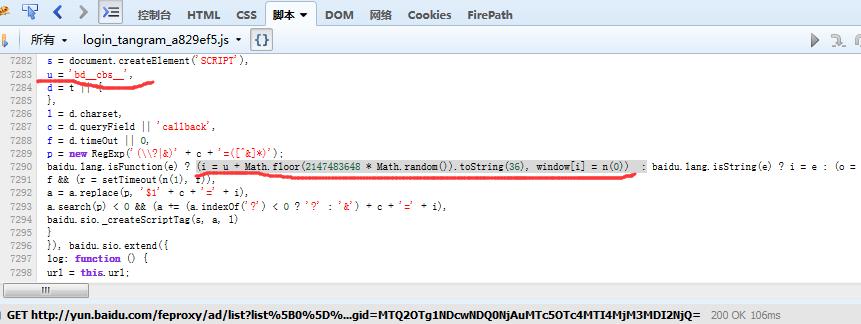 控制台 HTML CSS 脚本 DOM 网络 Cookies FirePath
所有 login_tangram_a829ef5.js {}
7282 s = document.createElement('SCRIPT'),
7283 u = 'bd__cbs__',
7284 d = t || {
7285 },
7286 l = d.charset,
7287 c = d.queryField || 'callback',
7288 f = d.timeOut || 0,
7289 p = new RegExp('(\\?|&)' + c + '=([^&]*)');
7290 baidu.lang.isFunction(e) ? (i = u + Math.floor(2147483648 * Math.random()).toString(36), window[i] = n(0)) : baidu.lang.isString(e) ? i = e : (o =
7291 f && (r = setTimeout(n(1), f)),
7292 a = a.replace(p, '$1' + c + '=' + i),
7293 a.search(p) < 0 && (a += (a.indexOf('?') < 0 ? '?' : '&') + c + '=' + i),
7294 baidu.sio._createScriptTag(s, a, l)
7295 }
7296 }), baidu.sio.extend({
7297 log: function () {
7298 url = this.url;
GET http://yun.baidu.com/feproxy/ad/list?list%5B0%5D%...gid=MTQ2OTg1NDcwNDQ0NjAuMTc5OTc4MTI4MjM3MDI2NjQ= 200 OK 106ms